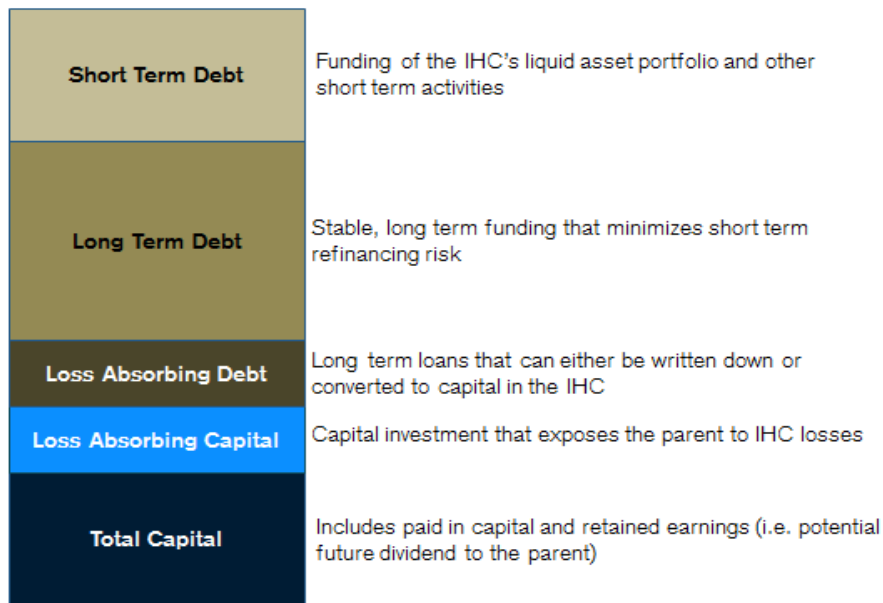 Short Term Debt
Funding of the IHC's liquid asset portfolio and other
short term activities
Long Term Debt
Stable, long term funding that minimizes short term
refinancing risk
Loss Absorbing Debt
Long term loans that can either be written down or
converted to capital in the IHC
Loss Absorbing Capital
Capital investment that exposes the parent to IHC losses
Total Capital
Includes paid in capital and retained earnings (i.e. potential
future dividend to the parent)